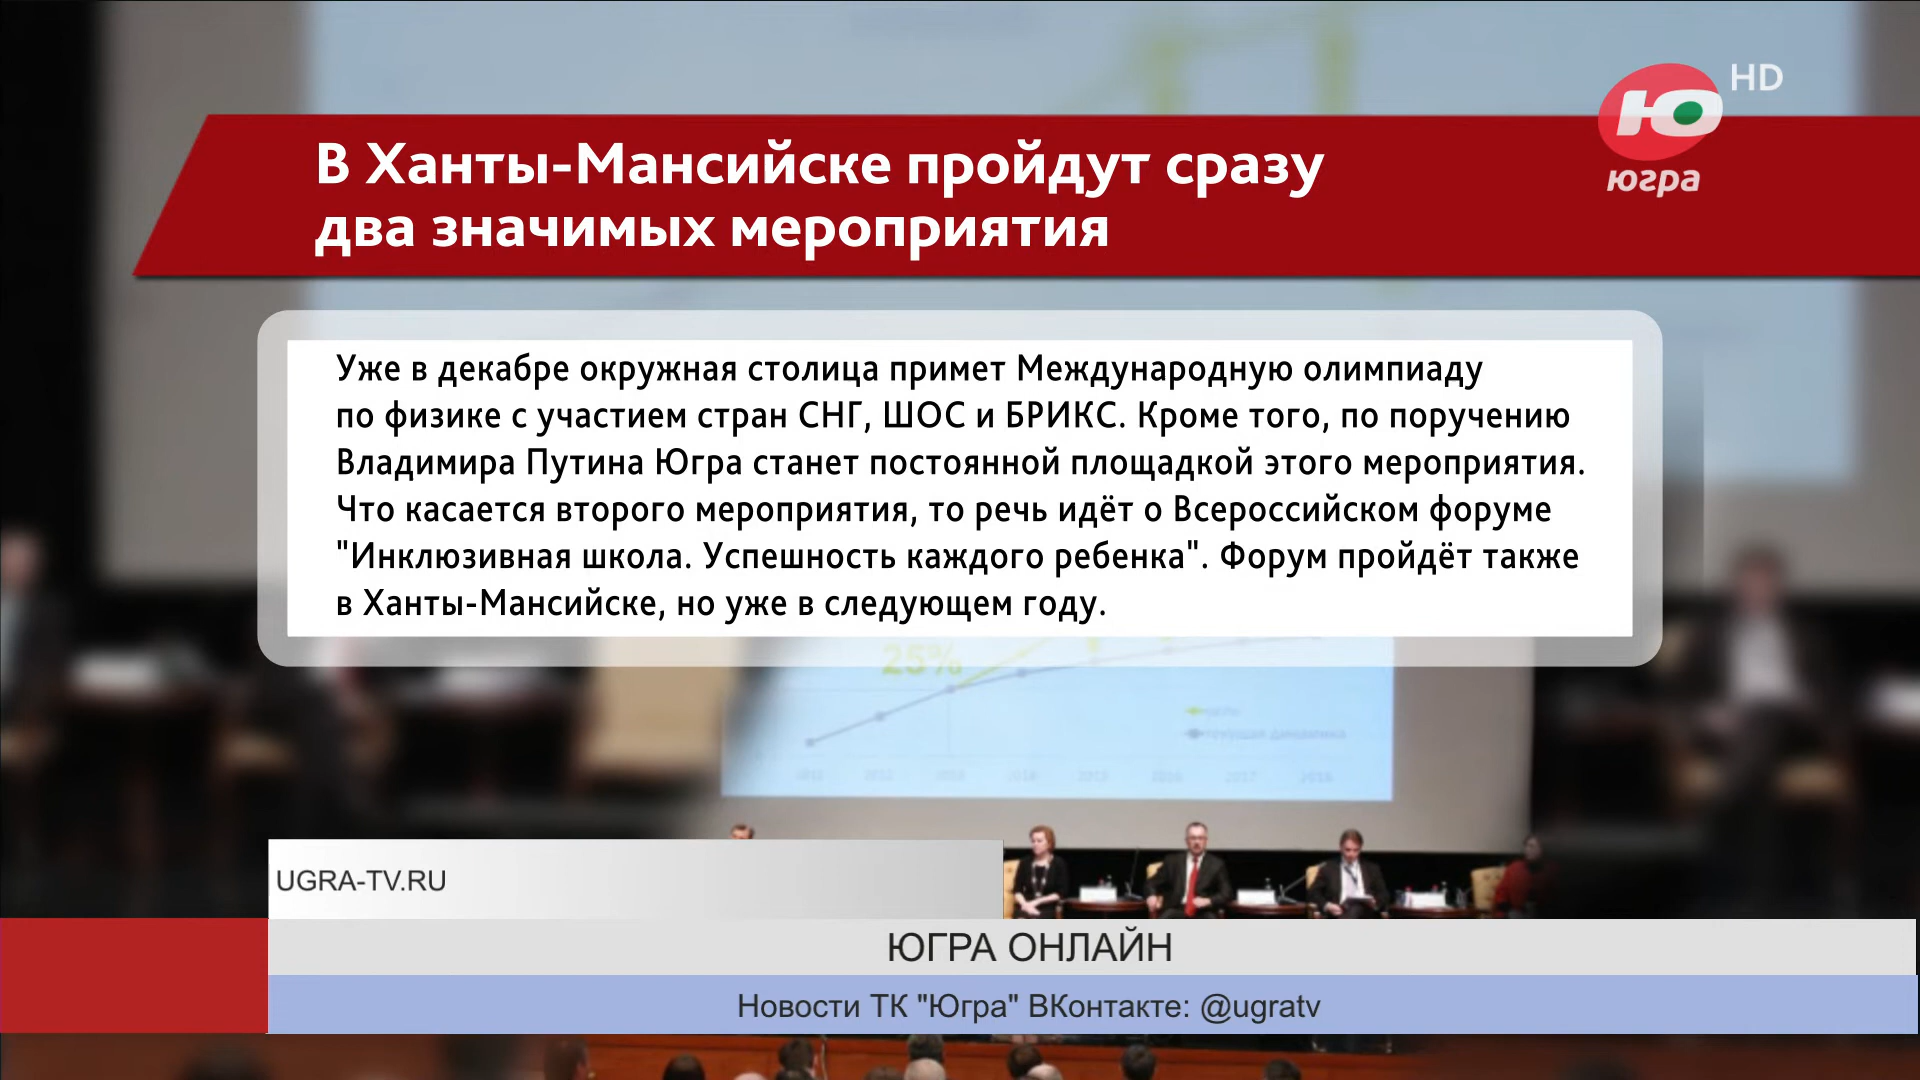 HD
югра
В Ханты-Мансийске пройдут сразу
два значимых мероприятия
Уже в декабре окружная столица примет Международную олимпиаду
по физике с участием стран СНГ, ШОС и БРИКС. Кроме того, по поручению
Владимира Путина Югра станет постоянной площадкой этого мероприятия.
Что касается второго мероприятия, то речь идёт о Всероссийском форуме
"Инклюзивная школа. Успешность каждого ребенка". Форум пройдёт также
в Ханты-Мансийске, но уже в следующем году.
25%
UGRA-TV.RU
ЮГРА ОНЛАЙН
Новости ТК "Югра" ВКонтакте: @ugratv